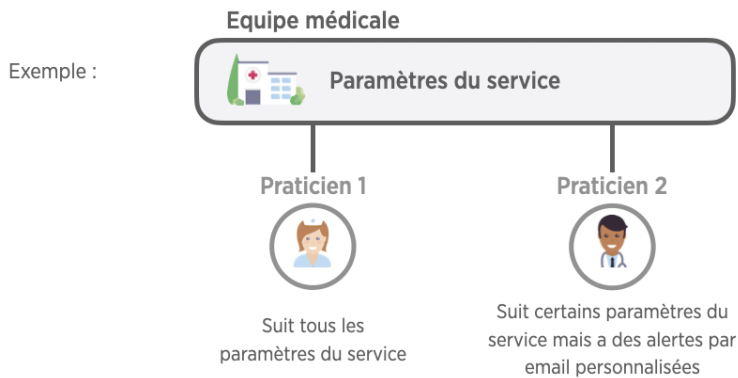 Equipe médicale
Exemple :
Paramètres du service
Praticien 1
Praticien 2
Suit tous les
paramètres du service
Suit certains paramètres du
service mais a des alertes par
email personnalisées